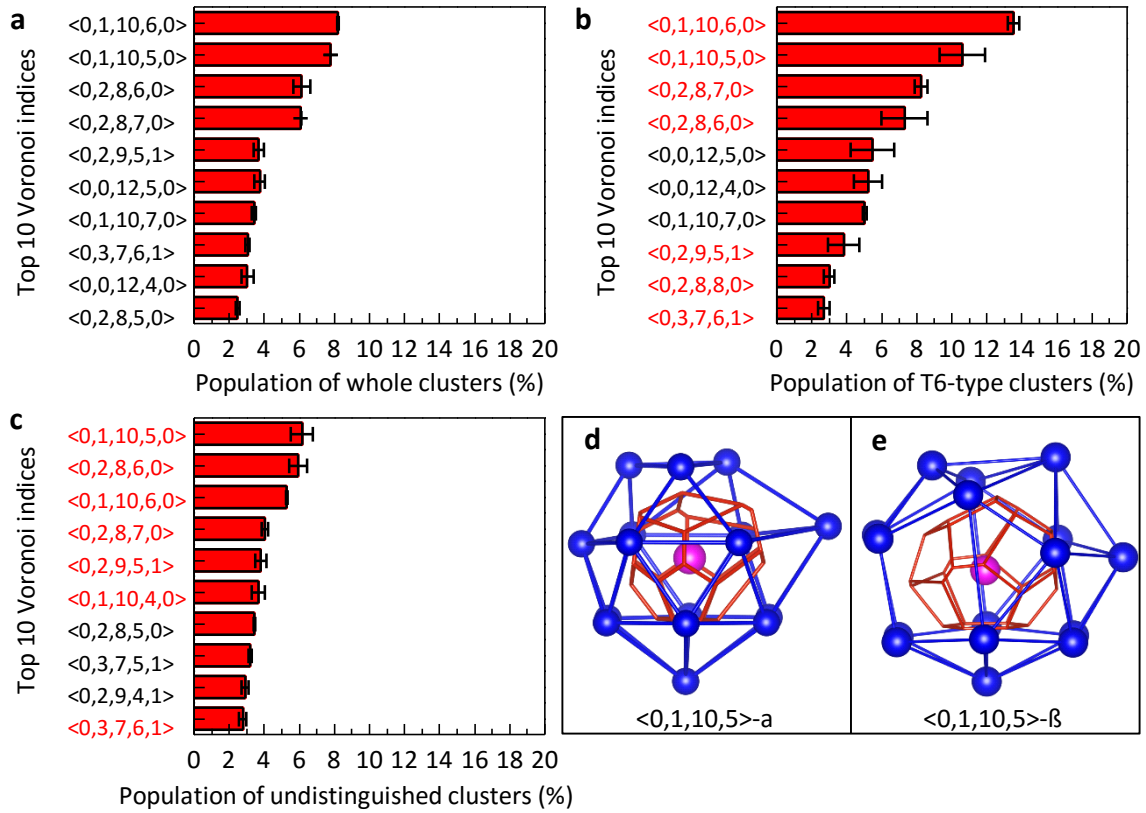 a
Top 10 Voronoi indices
<0,1,10,6,0>
<0,1,10,5,0>
<0,2,8,6,0>
<0,2,8,7,0>
<0,2,9,5,1>
<0,0,12,5,0>
<0,1,10,7,0>
<0,3,7,6,1>
<0,0,12,4,0>
<0,2,8,5,0>
0 2 4 6 8 10 12 14 16 18 20
Population of whole clusters (%)
b
Top 10 Voronoi indices
<0,1,10,6,0>
<0,1,10,5,0>
<0,2,8,7,0>
<0,2,8,6,0>
<0,0,12,5,0>
<0,0,12,4,0>
<0,1,10,7,0>
<0,2,9,5,1>
<0,2,8,8,0>
<0,3,7,6,1>
0 2 4 6 8 10 12 14 16 18 20
Population of T6-type clusters (%)
c
Top 10 Voronoi indices
<0,1,10,5,0>
<0,2,8,6,0>
<0,1,10,6,0>
<0,2,8,7,0>
<0,2,9,5,1>
<0,1,10,4,0>
<0,2,8,5,0>
<0,3,7,5,1>
<0,2,9,4,1>
<0,3,7,6,1>
0 2 4 6 8 10 12 14 16 18 20
Population of undistinguished clusters (%)
d
<0,1,10,5>-a
e
<0,1,10,5>-ß